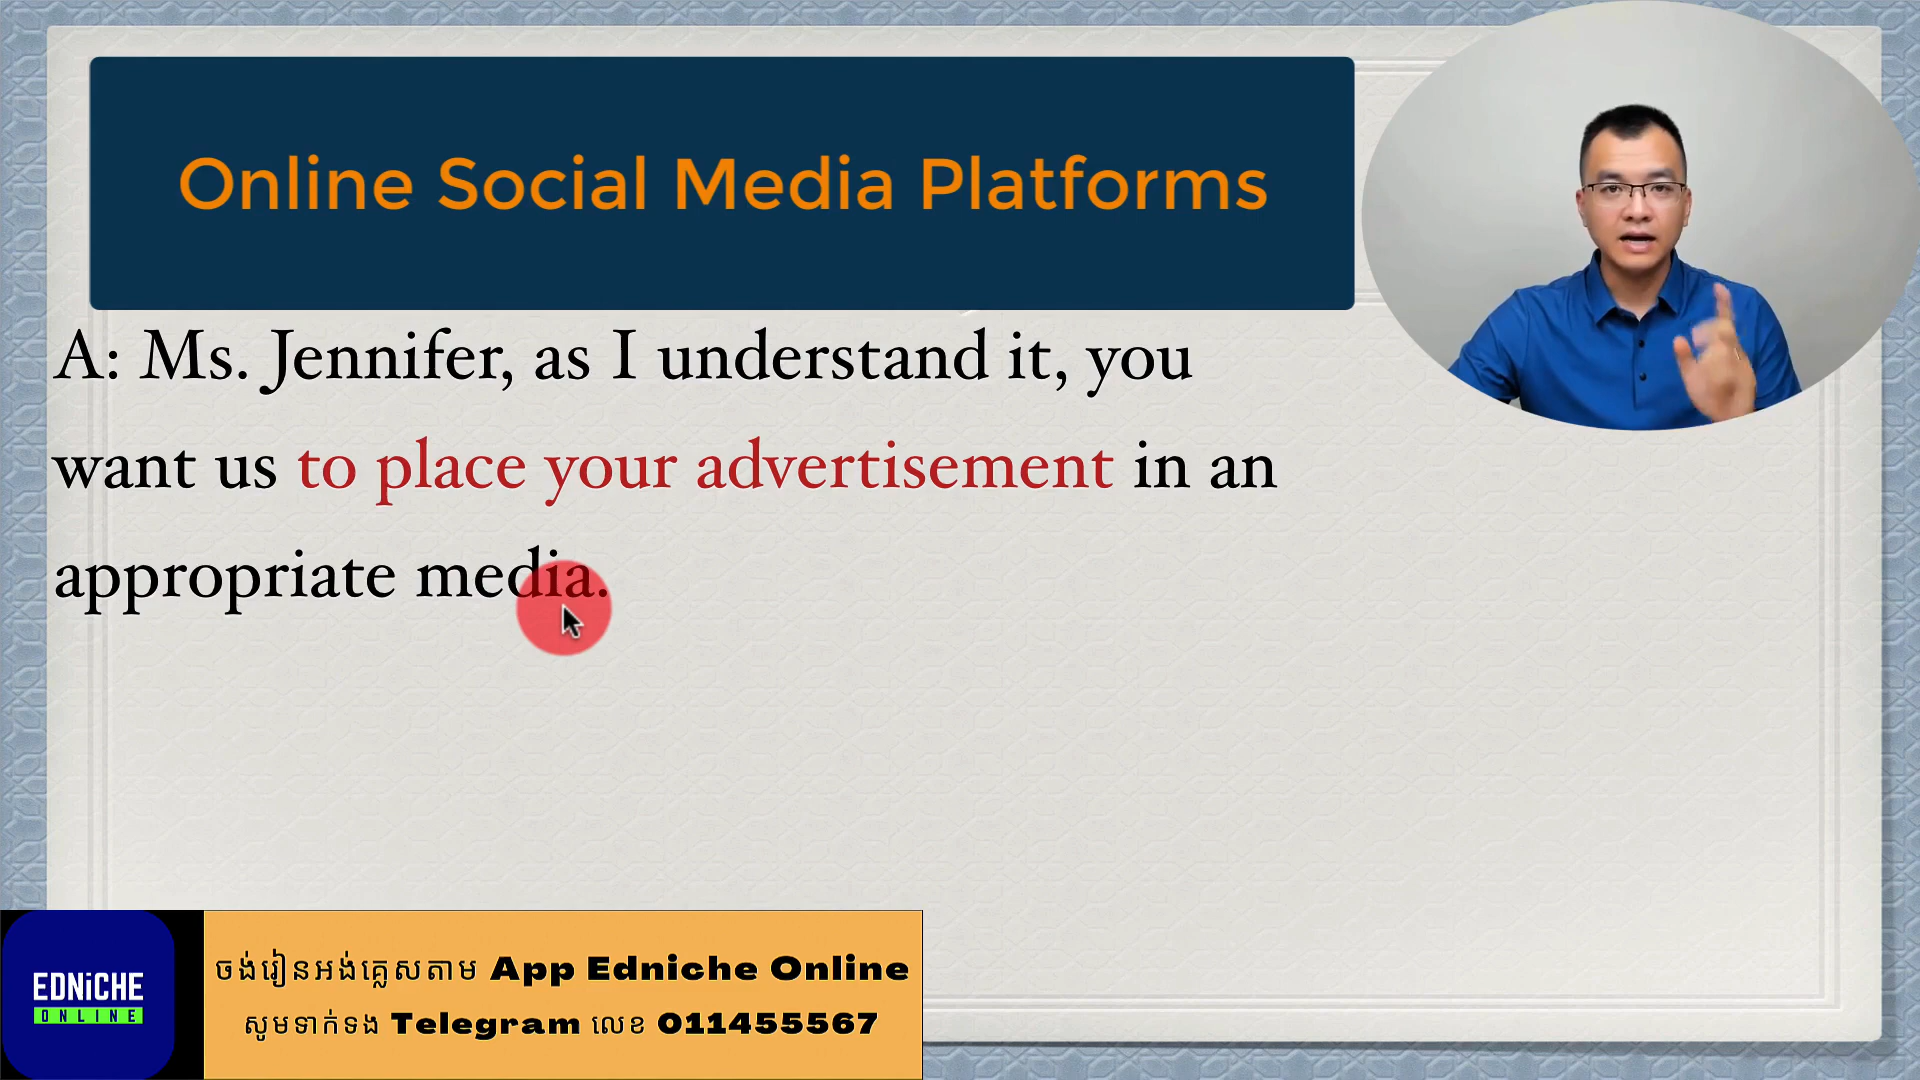 Online Social Media Platforms
A: Ms. Jennifer, as I understand it, you
want us to place your advertisement in an
appropriate media.
EDNiCHE
ONLINE
ចង់រៀនអង់គ្លេសតាម App Edniche Online
សូមទាក់ទង Telegram លេខ 011455567